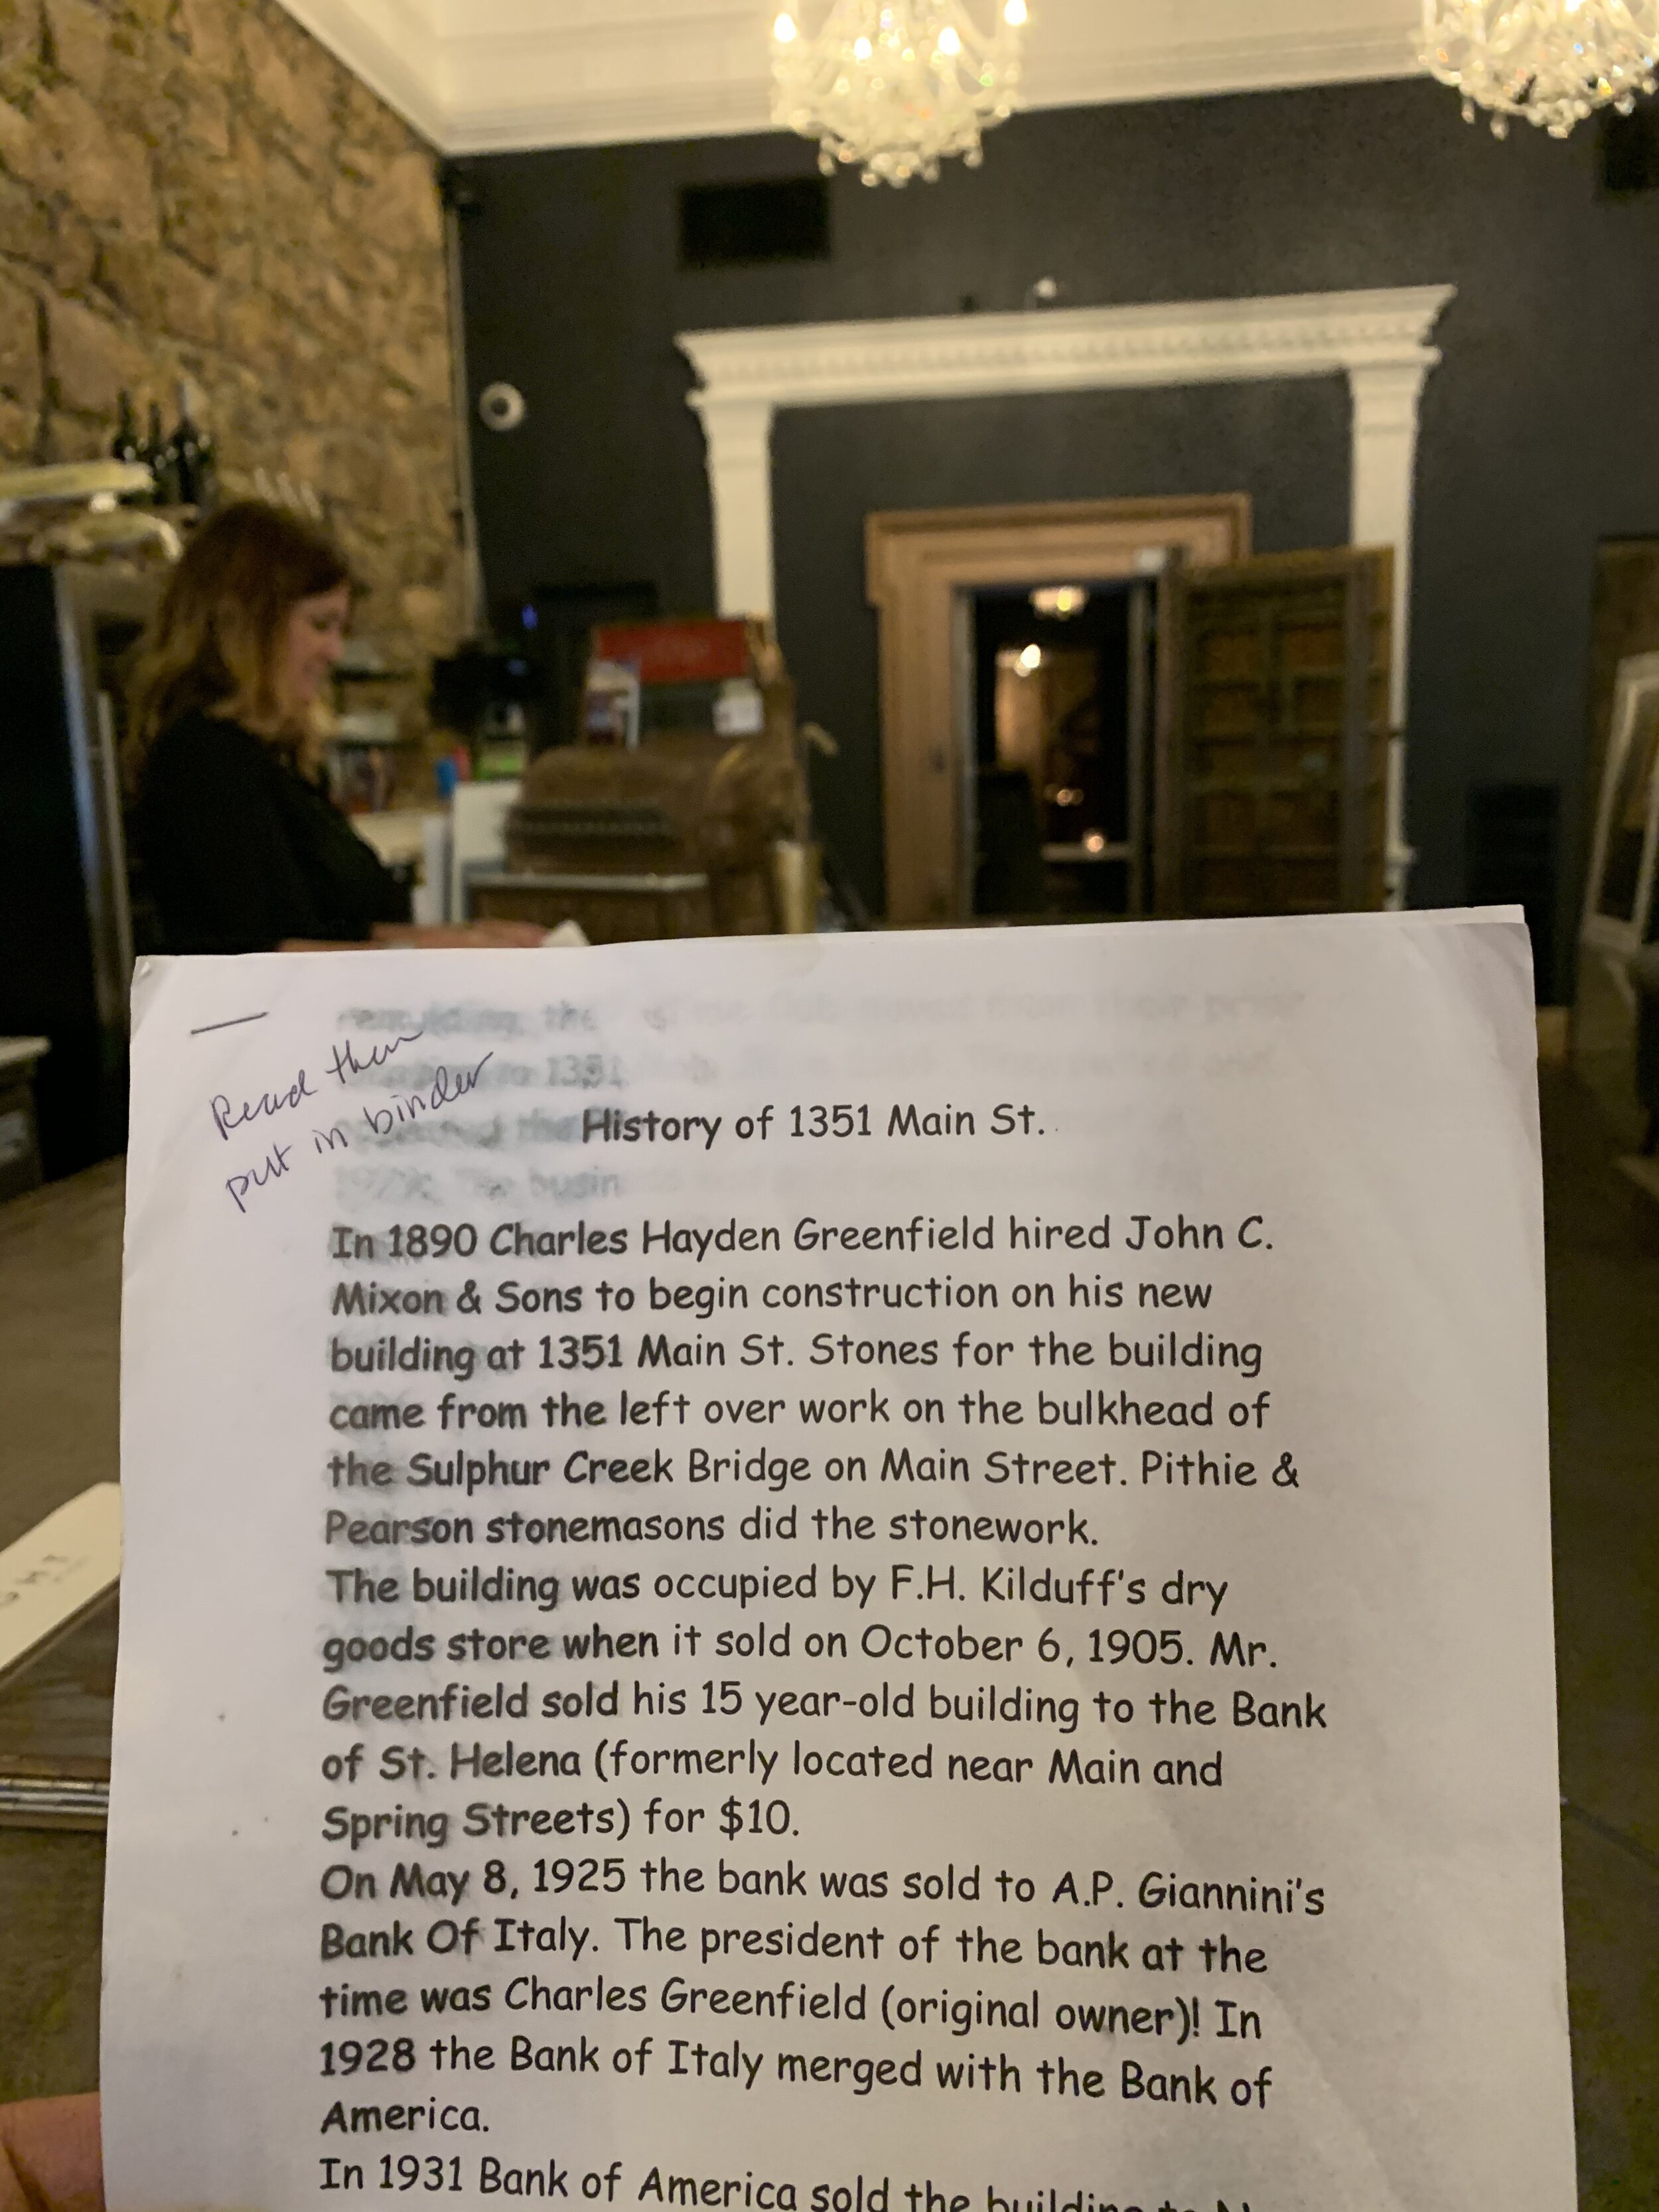 Read then
put in binder
History of 1351 Main St.
In 1890 Charles Hayden Greenfield hired John C.
Mixon & Sons to begin construction on his new
building at 1351 Main St. Stones for the building
came from the left over work on the bulkhead of
the Sulphur Creek Bridge on Main Street. Pithie &
Pearson stonemasons did the stonework.
The building was occupied by F.H. Kilduff's dry
goods store when it sold on October 6, 1905. Mr.
Greenfield sold his 15 year-old building to the Bank
of St. Helena (formerly located near Main and
Spring Streets) for $10.
On May 8, 1925 the bank was sold to A.P. Giannini's
Bank Of Italy. The president of the bank at the
time was Charles Greenfield (original owner)! In
1928 the Bank of Italy merged with the Bank of
America.
In 1931 Bank of America sold the building to